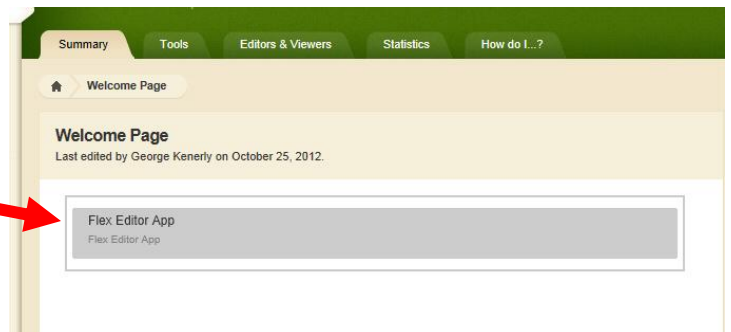 Summary Tools Editors & Viewers Statistics How do I...?
Welcome Page
Welcome Page
Last edited by George Kenerly on October 25, 2012.
Flex Editor App
Flex Editor App